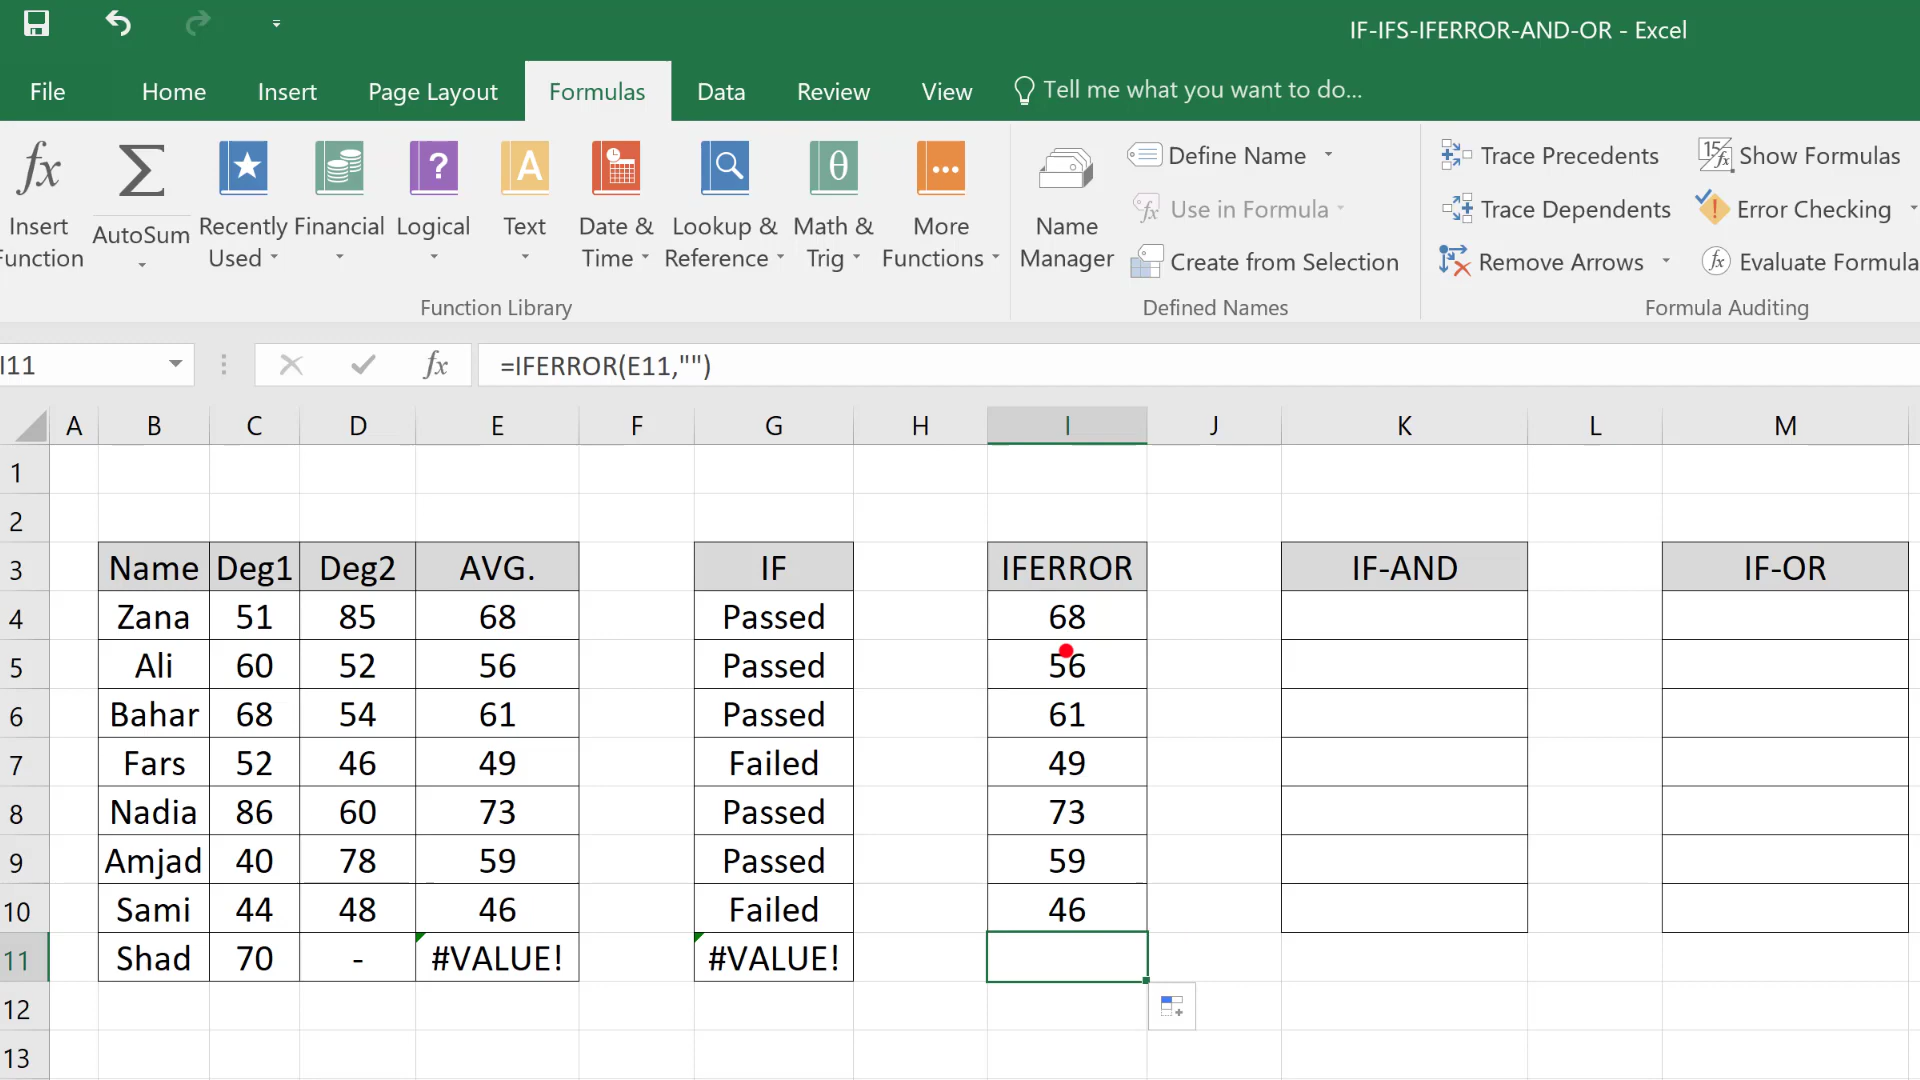 IF-IFS-IFERROR-AND-OR - Excel
File Home Insert Page Layout Formulas Data Review View Tell me what you want to do...
fx Σ ? A θ Define Name Trace Precedents Show Formulas
Insert AutoSum Recently Financial Logical Text Date & Lookup & Math & More Name Use in Formula Trace Dependents Error Checking
Function Used Time Reference Trig Functions Manager Create from Selection Remove Arrows Evaluate Formula
Function Library Defined Names Formula Auditing
I11 fx =IFERROR(E11,"")
A B C D E F G H I J K L M
1
2
3 Name Deg1 Deg2 AVG. IF IFERROR IF-AND IF-OR
4 Zana 51 85 68 Passed 68
5 Ali 60 52 56 Passed 56
6 Bahar 68 54 61 Passed 61
7 Fars 52 46 49 Failed 49
8 Nadia 86 60 73 Passed 73
9 Amjad 40 78 59 Passed 59
10 Sami 44 48 46 Failed 46
11 Shad 70 - #VALUE! #VALUE!
12
13